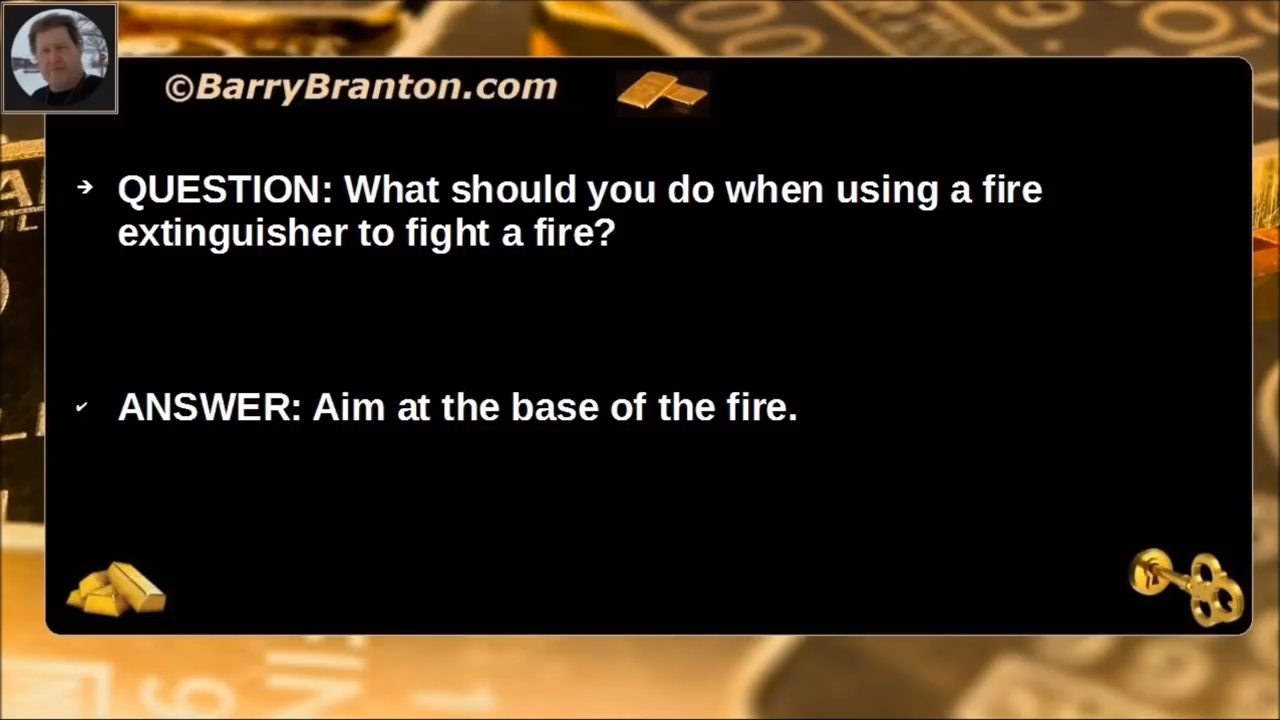 ©BarryBranton.com
QUESTION: What should you do when using a fire
extinguisher to fight a fire?
ANSWER: Aim at the base of the fire.